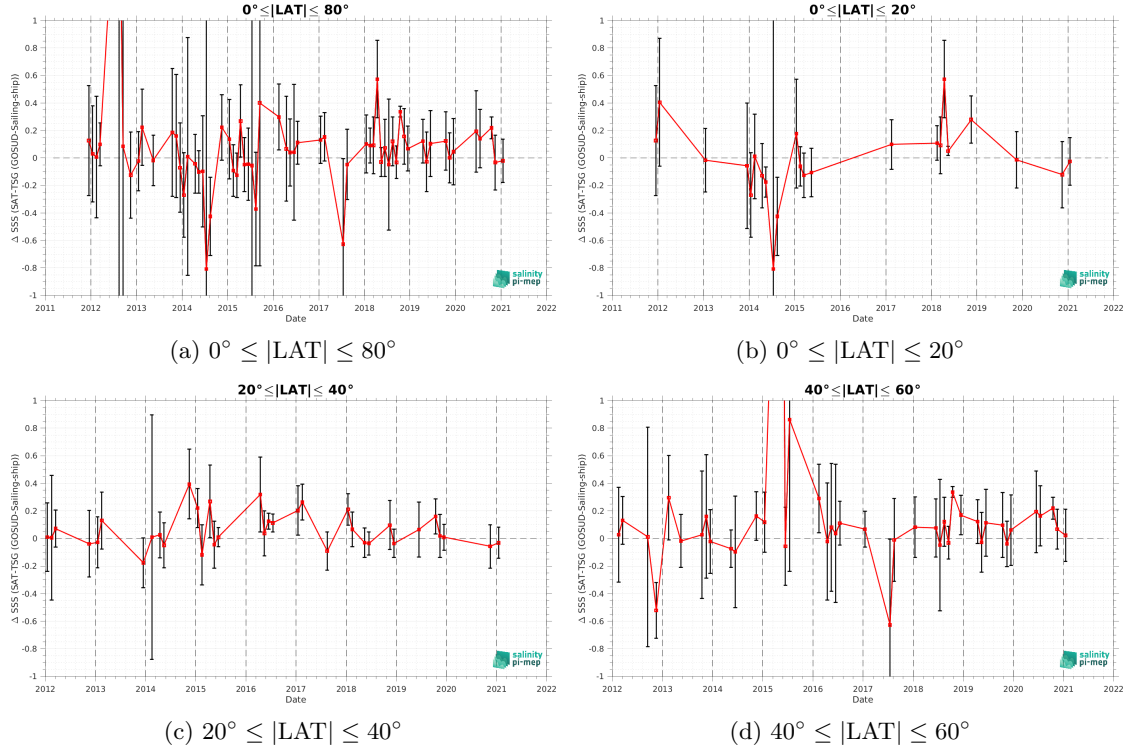 0°≤|LAT|≤ 80°
Δ SSS (SAT-TSG (GOSUD-Sailing-ship))
1
0.8
0.6
0.4
0.2
0
-0.2
-0.4
-0.6
-0.8
-1
salinity
pi-mep
2011 2012 2013 2014 2015 2016 2017 2018 2019 2020 2021 2022
Date
(a) 0° ≤ |LAT| ≤ 80°
0°≤|LAT|≤ 20°
Δ SSS (SAT-TSG (GOSUD-Sailing-ship))
1
0.8
0.6
0.4
0.2
0
-0.2
-0.4
-0.6
-0.8
-1
salinity
pi-mep
2011 2012 2013 2014 2015 2016 2017 2018 2019 2020 2021 2022
Date
(b) 0° ≤ |LAT| ≤ 20°
20°≤|LAT|≤ 40°
Δ SSS (SAT-TSG (GOSUD-Sailing-ship))
1
0.8
0.6
0.4
0.2
0
-0.2
-0.4
-0.6
-0.8
-1
salinity
pi-mep
2012 2013 2014 2015 2016 2017 2018 2019 2020 2021 2022
Date
(c) 20° ≤ |LAT| ≤ 40°
40°≤|LAT|≤ 60°
Δ SSS (SAT-TSG (GOSUD-Sailing-ship))
1
0.8
0.6
0.4
0.2
0
-0.2
-0.4
-0.6
-0.8
-1
salinity
pi-mep
2012 2013 2014 2015 2016 2017 2018 2019 2020 2021 2022
Date
(d) 40° ≤ |LAT| ≤ 60°